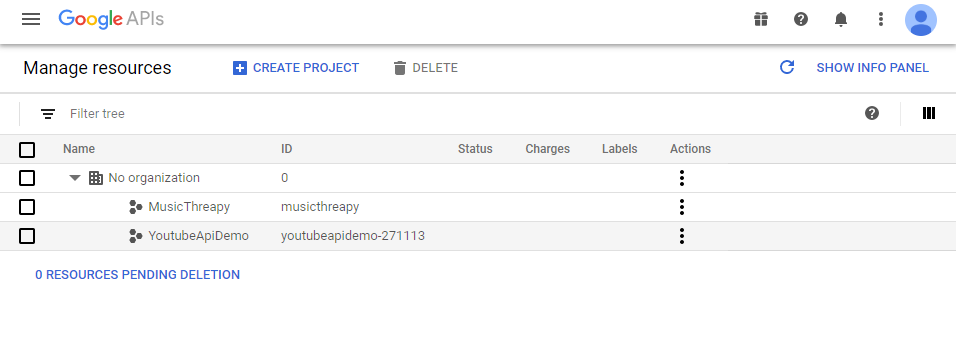 Google APIs
Manage resources CREATE PROJECT DELETE SHOW INFO PANEL
Filter tree
Name ID Status Charges Labels Actions
No organization 0
MusicThreapy musicthreapy
YoutubeApiDemo youtubeapidemo-271113
0 RESOURCES PENDING DELETION